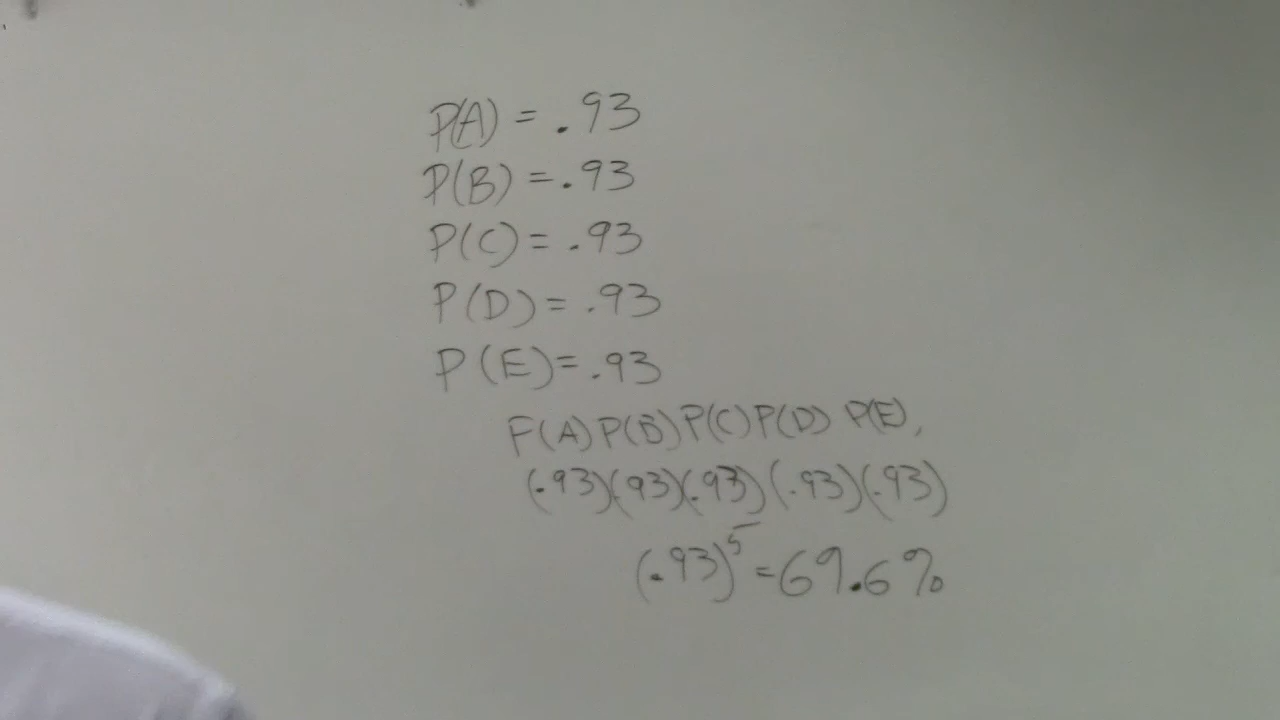 P(A) = .93
P(B) = .93
P(C) = .93
P(D) = .93
P(E) = .93
F(A) P(B) P(C) P(D) P(E),
(.93)(.93)(.93)(.93)(.93)
(.93)⁵ = 69.6%